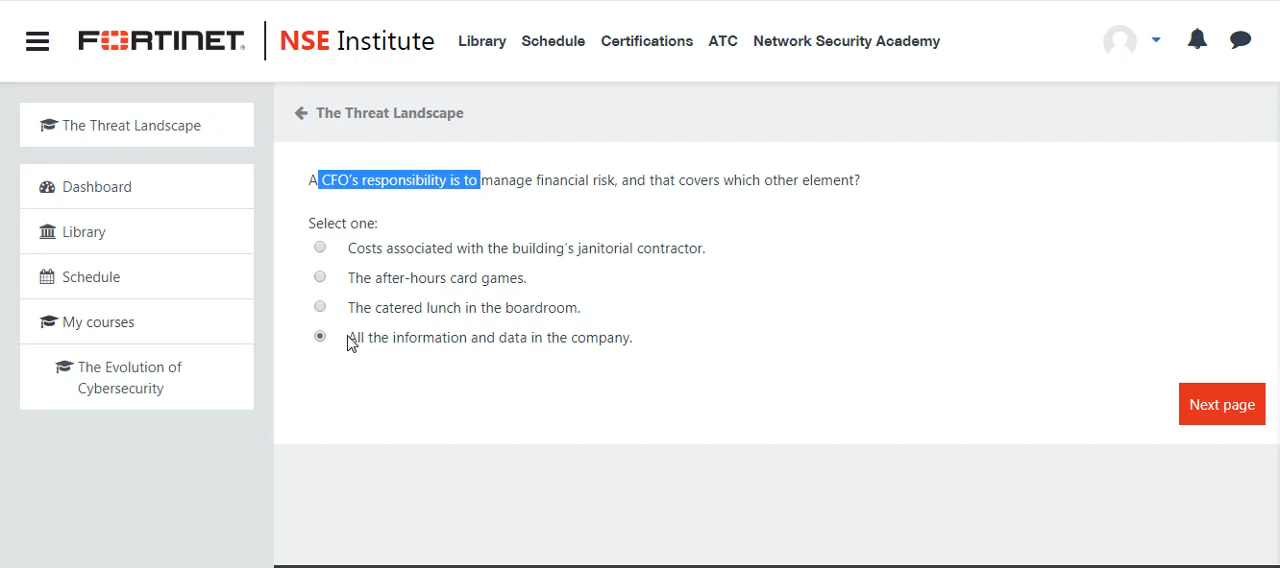 FORTINET
NSE Institute
Library Schedule Certifications ATC Network Security Academy
The Threat Landscape
Dashboard
Library
Schedule
My courses
The Evolution of
Cybersecurity
The Threat Landscape
A CFO's responsibility is to manage financial risk, and that covers which other element?
Select one:
Costs associated with the building's janitorial contractor.
The after-hours card games.
The catered lunch in the boardroom.
All the information and data in the company.
Next page